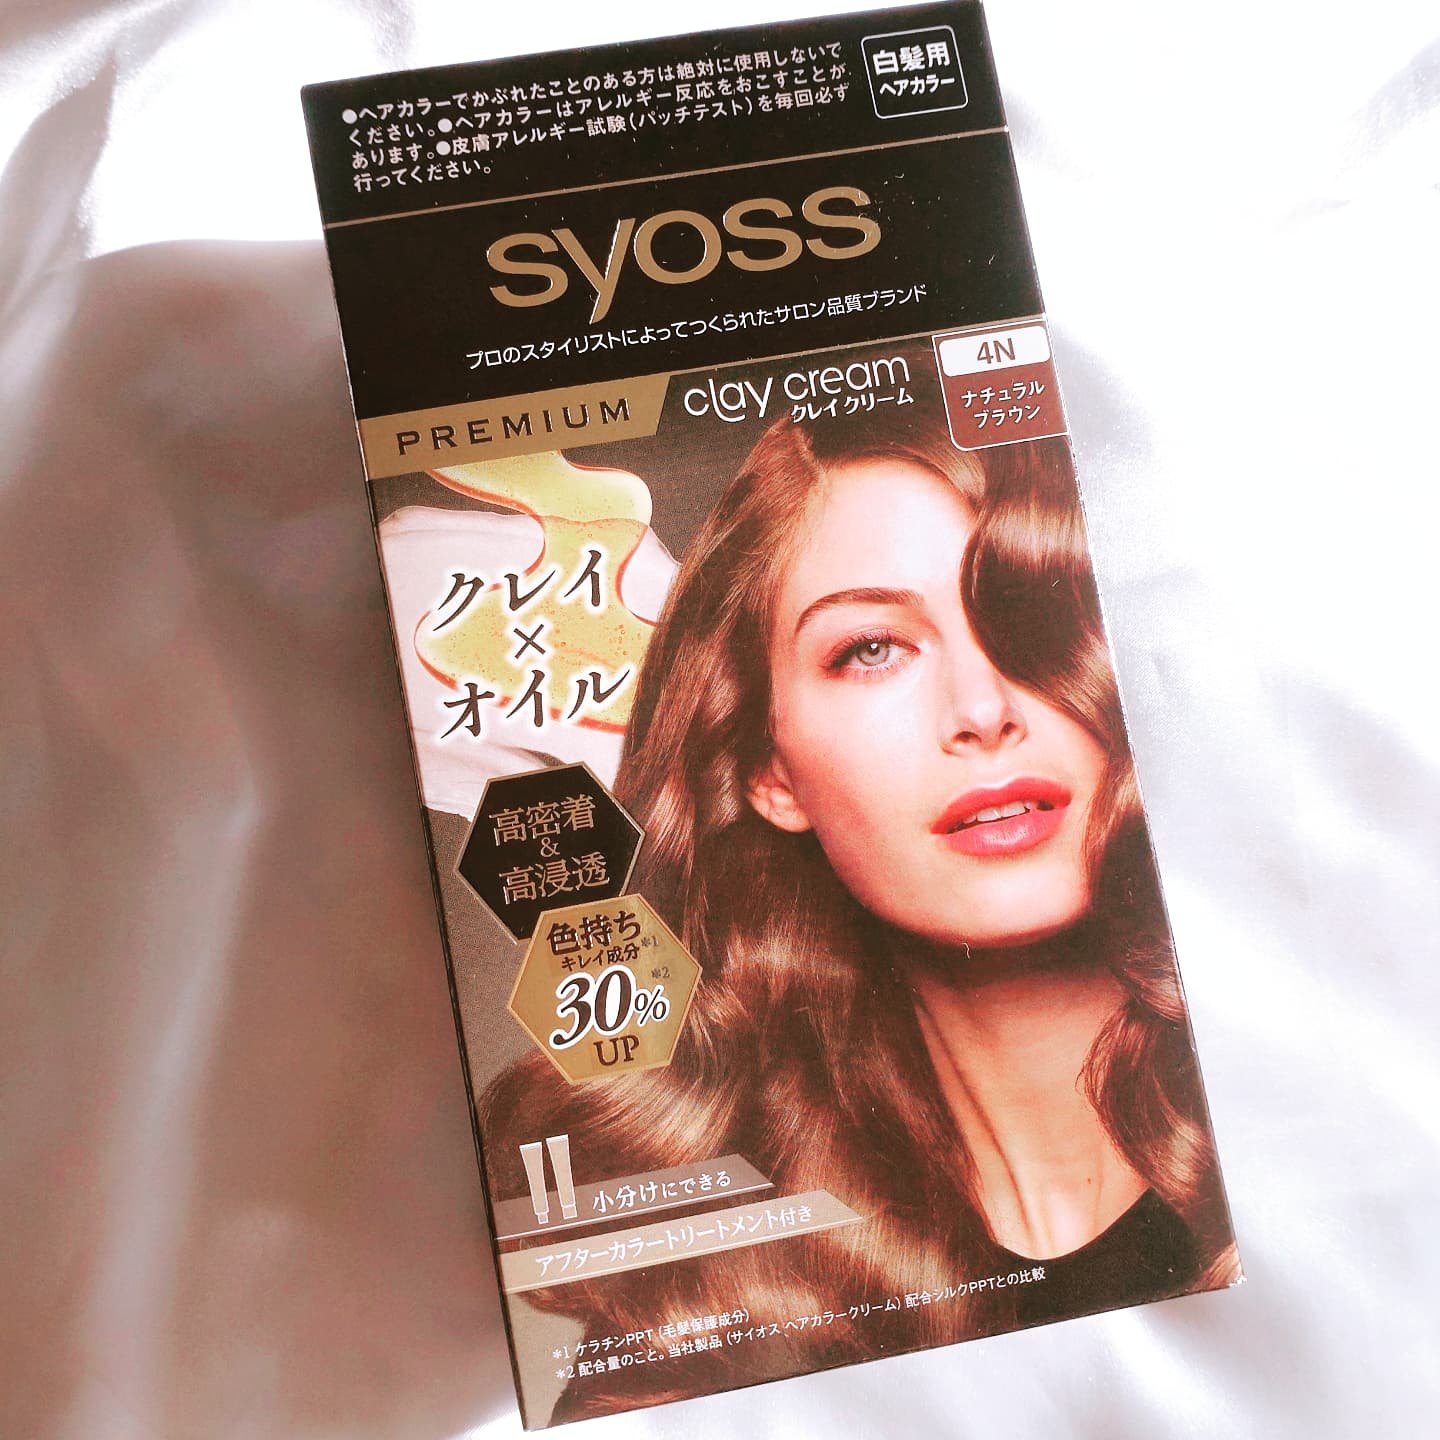 ●ヘアカラーでかぶれたことのある方は絶対に使用しないで
ください。●ヘアカラーはアレルギー反応をおこすことが
あります。●皮膚アレルギー試験(パッチテスト)を毎回必ず
行ってください。
白髪用
ヘアカラー
syoss
プロのスタイリストによってつくられたサロン品質ブランド
PREMIUM
clay cream
クレイ クリーム
4N
ナチュラル
ブラウン
クレイ
×
オイル
高密着
&
高浸透
色持ち
キレイ成分*1
30%*2
UP
小分けにできる
アフターカラートリートメント付き
*1 ケラチンPPT (毛髪保護成分)
*2 配合量のこと。当社製品 (サイオス ヘアカラークリーム) 配合シルクPPTとの比較